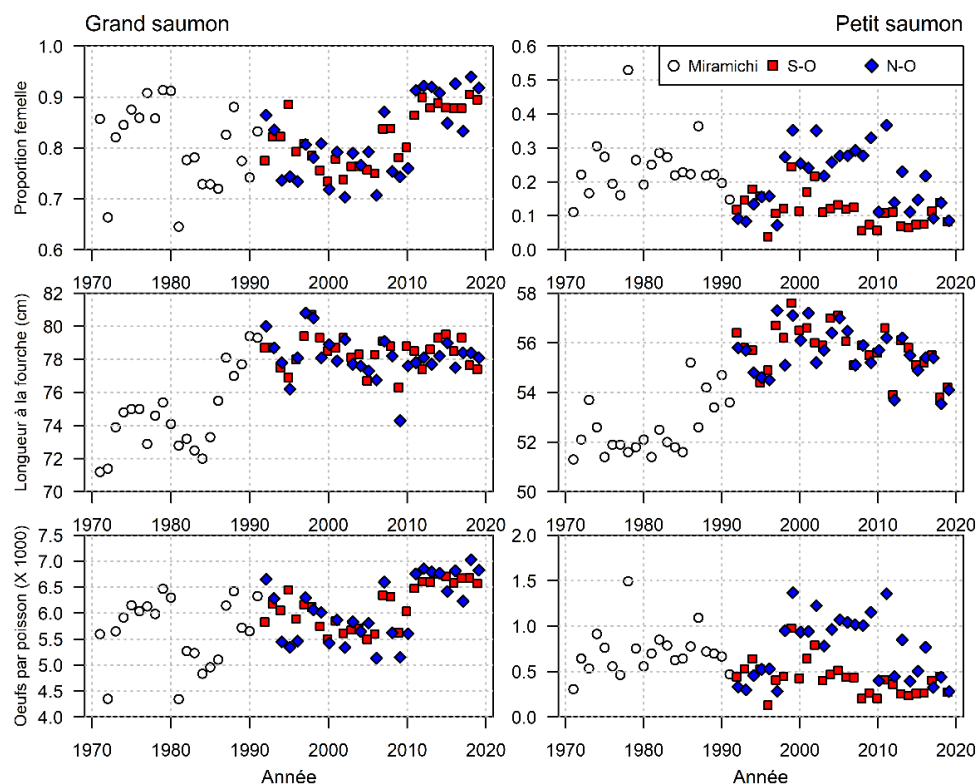 Grand saumon
Petit saumon
Proportion femelle
1.0
0.9
0.8
0.7
0.6
1970 1980 1990 2000 2010 2020
0.6
0.5
0.4
0.3
0.2
0.1
0.0
Miramichi S-O N-O
1970 1980 1990 2000 2010 2020
Longueur à la fourche (cm)
82
80
78
76
74
72
70
1970 1980 1990 2000 2010 2020
58
56
54
52
50
1970 1980 1990 2000 2010 2020
Oeufs par poisson (X 1000)
7.5
7.0
6.5
6.0
5.5
5.0
4.5
4.0
1970 1980 1990 2000 2010 2020
Année
2.0
1.5
1.0
0.5
0.0
1970 1980 1990 2000 2010 2020
Année